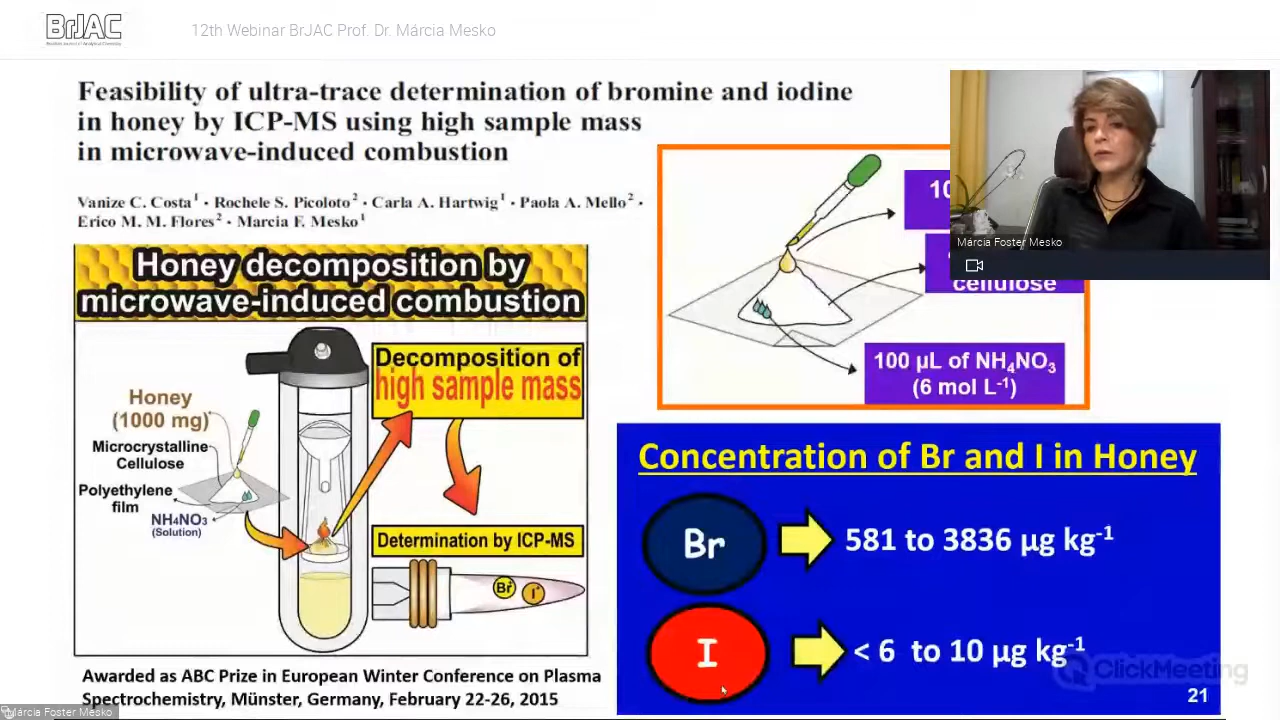 BrJAC
12th Webinar BrJAC Prof. Dr. Márcia Mesko
Feasibility of ultra-trace determination of bromine and iodine
in honey by ICP-MS using high sample mass
in microwave-induced combustion
Vanize C. Costa¹ · Rochele S. Picoloto² · Carla A. Hartwig¹ · Paola A. Mello² ·
Erico M. M. Flores² · Marcia F. Mesko¹
Honey decomposition by
microwave-induced combustion
Decomposition of
high sample mass
Honey
(1000 mg)
Microcrystalline
Cellulose
Polyethylene
film
NH4NO3
(Solution)
Determination by ICP-MS
Br⁺
I⁺
Awarded as ABC Prize in European Winter Conference on Plasma
Spectrochemistry, Münster, Germany, February 22-26, 2015
10
cellulose
100 µL of NH₄NO₃
(6 mol L⁻¹)
Márcia Foster Mesko
Concentration of Br and I in Honey
Br
581 to 3836 µg kg⁻¹
I
< 6 to 10 µg kg⁻¹
ClickMeeting
21
Márcia Foster Mesko